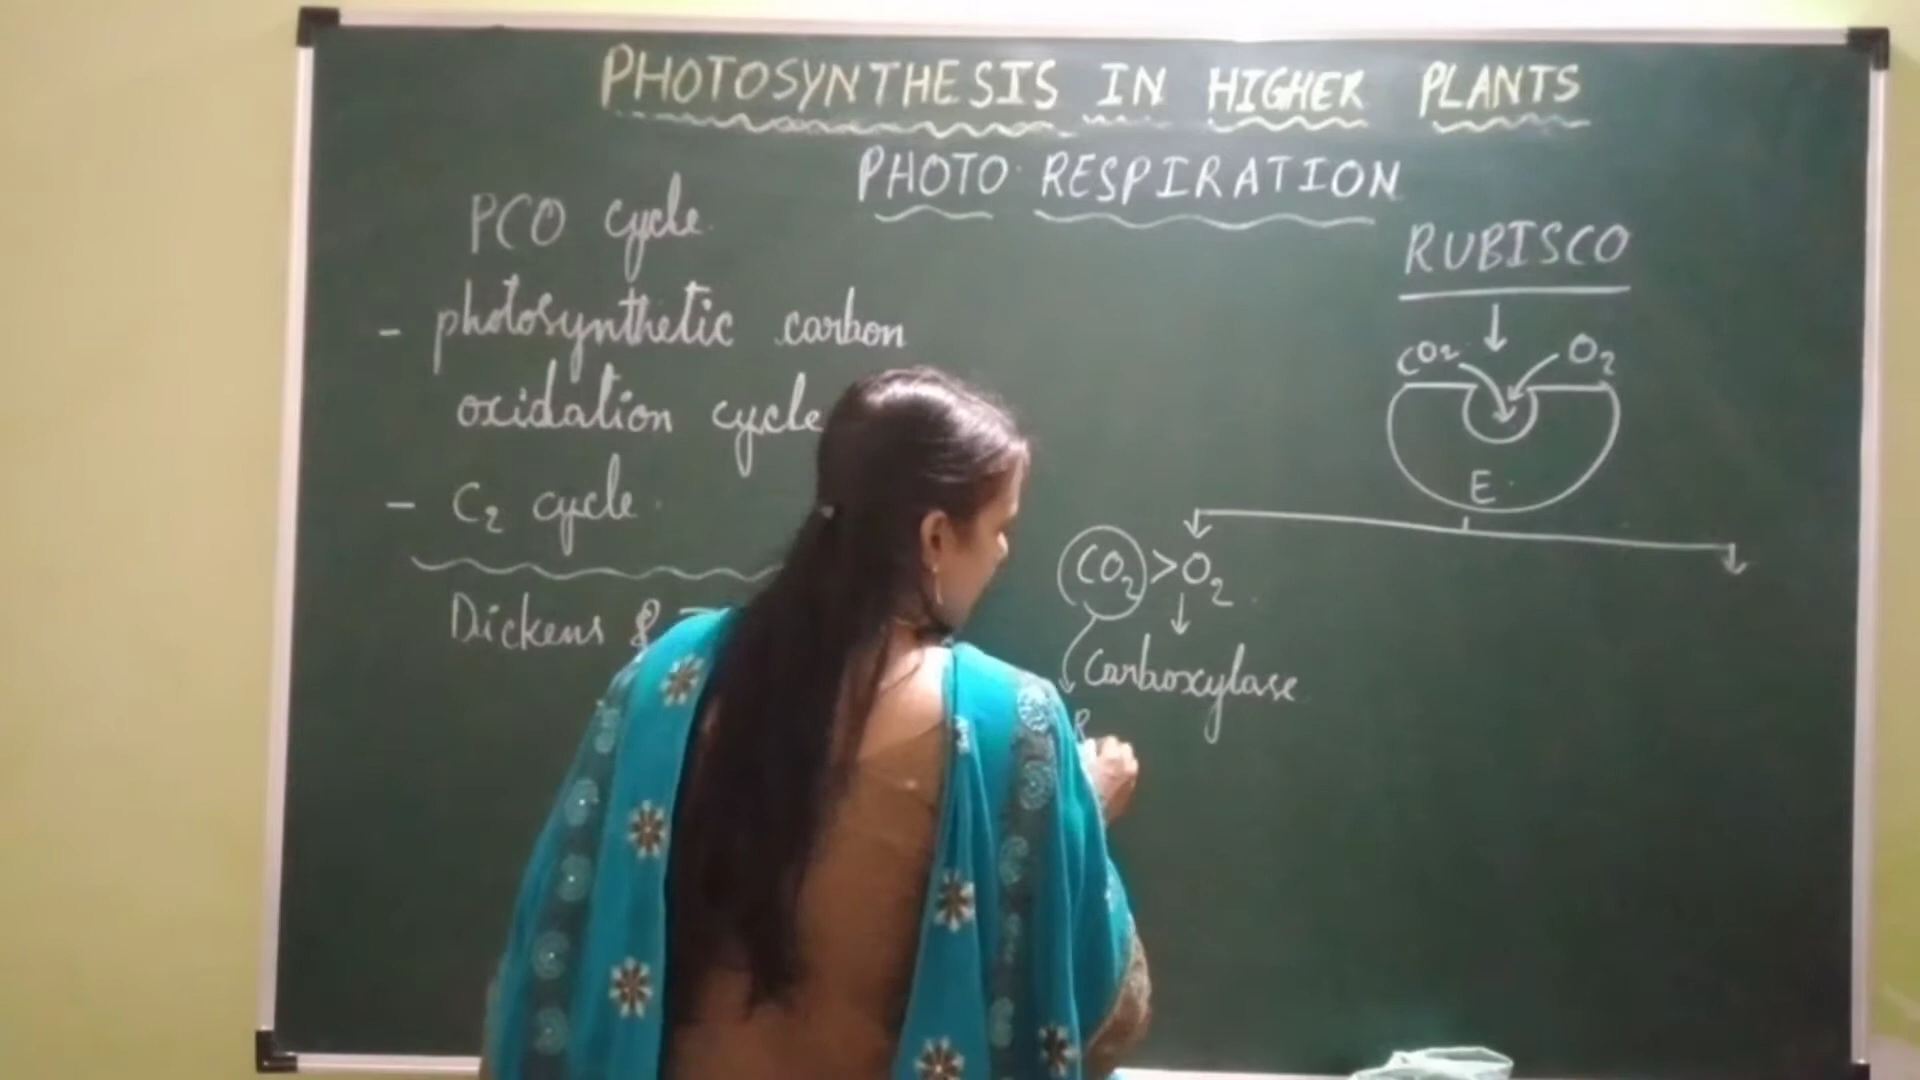 PHOTOSYNTHESIS IN HIGHER PLANTS
PHOTO RESPIRATION
PCO cycle
- photosynthetic carbon
oxidation cycle
- C₂ cycle
Dickens &
RUBISCO
CO₂ O₂
E
CO₂ > O₂
Carboxylase
R